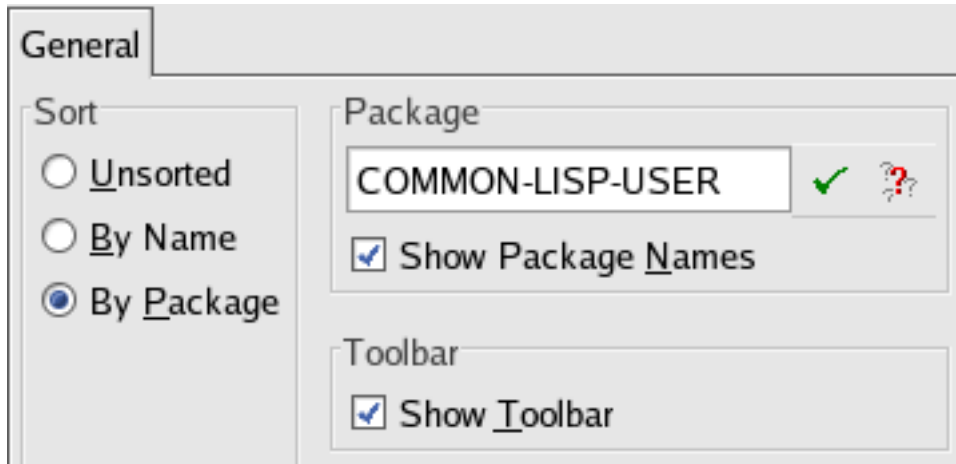 General
Sort
Unsorted
By Name
By Package
Package
COMMON-LISP-USER
Show Package Names
Toolbar
Show Toolbar